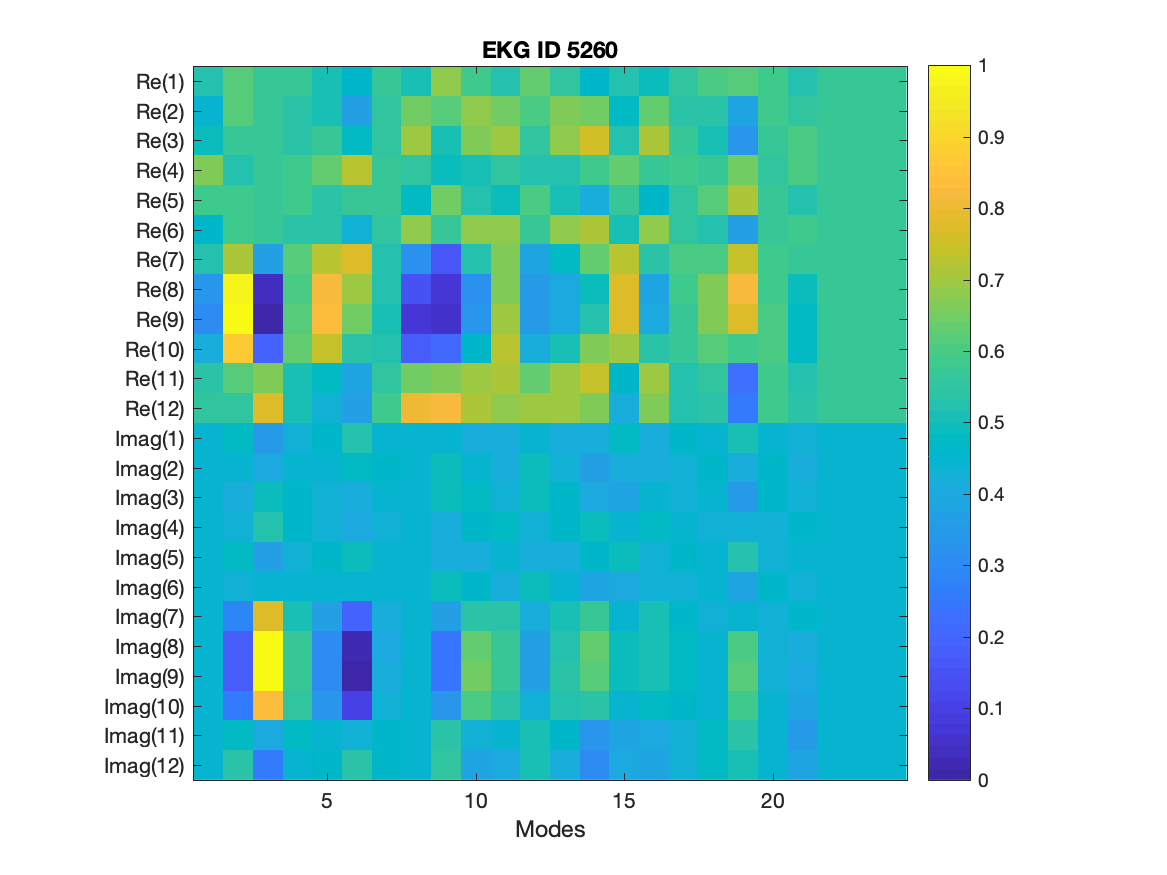 EKG ID 5260
Re(1)
Re(2)
Re(3)
Re(4)
Re(5)
Re(6)
Re(7)
Re(8)
Re(9)
Re(10)
Re(11)
Re(12)
Imag(1)
Imag(2)
Imag(3)
Imag(4)
Imag(5)
Imag(6)
Imag(7)
Imag(8)
Imag(9)
Imag(10)
Imag(11)
Imag(12)
5 10 15 20
Modes
1
0.9
0.8
0.7
0.6
0.5
0.4
0.3
0.2
0.1
0